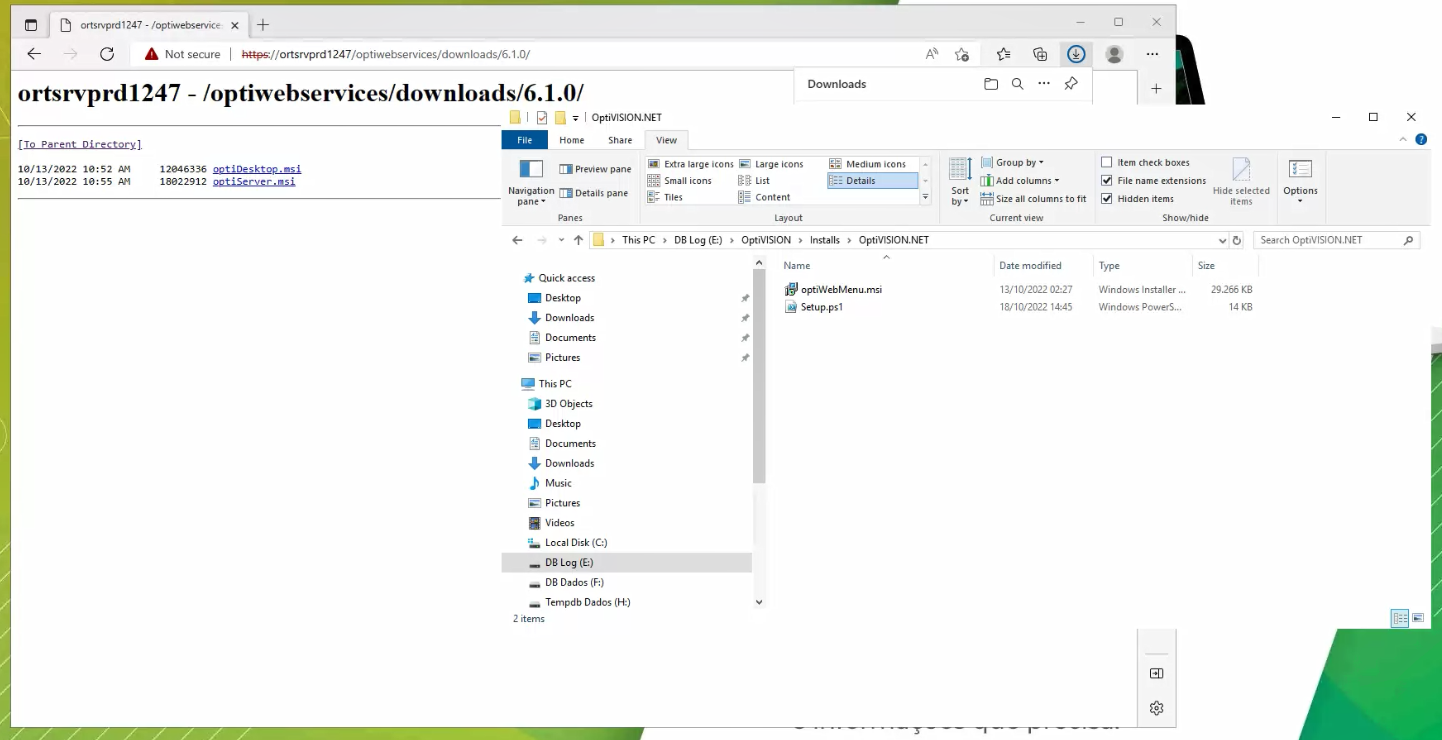 ortsrvprd1247 - /optiwebservice
Not secure
https://ortsrvprd1247/optiwebservices/downloads/6.1.0/
Downloads
ortsrvprd1247 - /optiwebservices/downloads/6.1.0/
[To Parent Directory]
10/13/2022 10:52 AM 12046336 optiDesktop.msi
10/13/2022 10:55 AM 18022912 optiServer.msi
OptiVISION.NET
File Home Share View
Navigation pane
Preview pane
Details pane
Panes
Extra large icons Large icons Medium icons
Small icons List Details
Tiles Content
Layout
Sort by
Group by
Add columns
Size all columns to fit
Current view
Item check boxes
File name extensions
Hidden items
Hide selected items
Show/hide
Options
This PC > DB Log (E:) > OptiVISION > Installs > OptiVISION.NET
Search OptiVISION.NET
Quick access
Desktop
Downloads
Documents
Pictures
This PC
3D Objects
Desktop
Documents
Downloads
Music
Pictures
Videos
Local Disk (C:)
DB Log (E:)
DB Dados (F:)
Tempdb Dados (H:)
Name Date modified Type Size
optiWebMenu.msi 13/10/2022 02:27 Windows Installer ... 29.266 KB
Setup.ps1 18/10/2022 14:45 Windows PowerS... 14 KB
2 items
e informações que precisa.